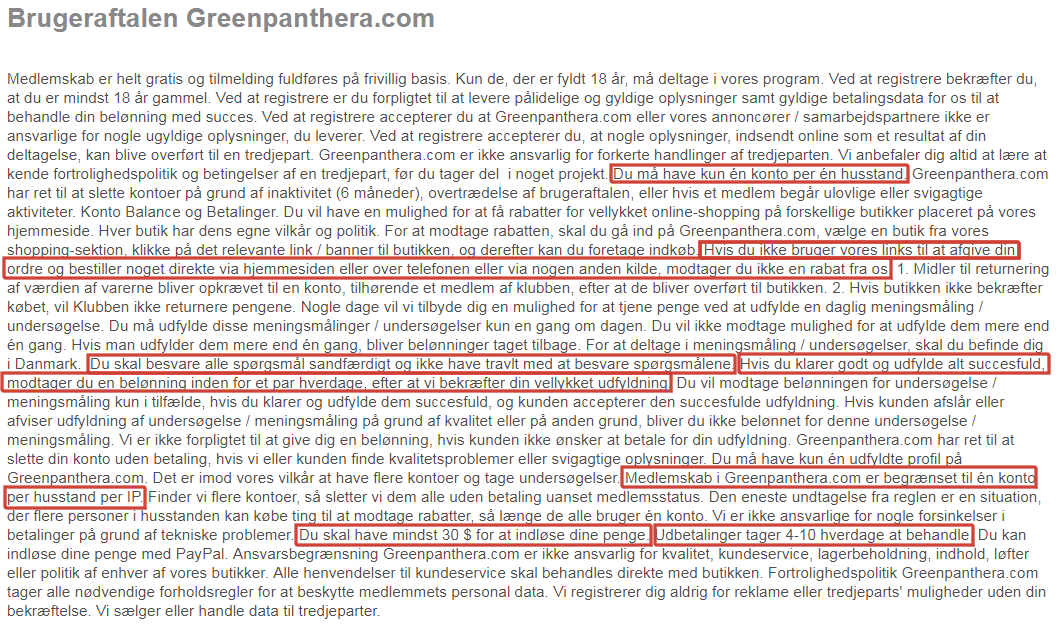 Brugeraftalen Greenpanthera.com
Medlemskab er helt gratis og tilmelding fuldføres på frivillig basis. Kun de, der er fyldt 18 år, må deltage i vores program. Ved at registrere bekræfter du,
at du er mindst 18 år gammel. Ved at registrere er du forpligtet til at levere pålidelige og gyldige oplysninger samt gyldige betalingsdata for os til at
behandle din belønning med succes. Ved at registrere accepterer du at Greenpanthera.com eller vores annoncører / samarbejdspartnere ikke er
ansvarlige for nogle ugyldige oplysninger, du leverer. Ved at registrere accepterer du, at nogle oplysninger, indsendt online som et resultat af din
deltagelse, kan blive overført til en tredjepart. Greenpanthera.com er ikke ansvarlig for forkerte handlinger af tredjeparten. Vi anbefaler dig altid at lære at
kende fortrolighedspolitik og betingelser af en tredjepart, før du tager del  i noget projekt. Du må have kun én konto per én husstand. Greenpanthera.com
har ret til at slette kontoer på grund af inaktivitet (6 måneder), overtrædelse af brugeraftalen, eller hvis et medlem begår ulovlige eller svigagtige
aktiviteter. Konto Balance og Betalinger. Du vil have en mulighed for at få rabatter for vellykket online-shopping på forskellige butikker placeret på vores
hjemmeside. Hver butik har dens egne vilkår og politik. For at modtage rabatten, skal du gå ind på Greenpanthera.com, vælge en butik fra vores
shopping-sektion, klikke på det relevante link / banner til butikken, og derefter kan du foretage indkøb. Hvis du ikke bruger vores links til at afgive din
ordre og bestiller noget direkte via hjemmesiden eller over telefonen eller via nogen anden kilde, modtager du ikke en rabat fra os. 1. Midler til returnering
af værdien af varerne bliver opkrævet til en konto, tilhørende et medlem af klubben, efter at de bliver overført til butikken. 2. Hvis butikken ikke bekræfter
købet, vil Klubben ikke returnere pengene. Nogle dage vil vi tilbyde dig en mulighed for at tjene penge ved at udfylde en daglig meningsmåling /
undersøgelse. Du må udfylde disse meningsmålinger / undersøgelser kun en gang om dagen. Du vil ikke modtage mulighed for at udfylde dem mere end
én gang. Hvis man udfylder dem mere end én gang, bliver belønninger taget tilbage. For at deltage i meningsmåling / undersøgelser, skal du befinde dig
i Danmark.  Du skal besvare alle spørgsmål sandfærdigt og ikke have travlt med at besvare spørgsmålene. Hvis du klarer godt og udfylde alt succesfuld,
modtager du en belønning inden for et par hverdage, efter at vi bekræfter din vellykket udfyldning. Du vil modtage belønningen for undersøgelse /
meningsmåling kun i tilfælde, hvis du klarer og udfylde dem succesfuld, og kunden accepterer den succesfulde udfyldning. Hvis kunden afslår eller
afviser udfyldning af undersøgelse / meningsmåling på grund af kvalitet eller på anden grund, bliver du ikke belønnet for denne undersøgelse /
meningsmåling. Vi er ikke forpligtet til at give dig en belønning, hvis kunden ikke ønsker at betale for din udfyldning. Greenpanthera.com har ret til at
slette din konto uden betaling, hvis vi eller kunden finde kvalitetsproblemer eller svigagtige oplysninger. Du må have kun én udfyldte profil på
Greenpanthera.com. Det er imod vores vilkår at have flere kontoer og tage undersøgelser. Medlemskab i Greenpanthera.com er begrænset til én konto
per husstand per IP. Finder vi flere kontoer, så sletter vi dem alle uden betaling uanset medlemsstatus. Den eneste undtagelse fra reglen er en situation,
der flere personer i husstanden kan købe ting til at modtage rabatter, så længe de alle bruger én konto. Vi er ikke ansvarlige for nogle forsinkelser i
betalinger på grund af tekniske problemer. Du skal have mindst 30 $ for at indløse dine penge. Udbetalinger tager 4-10 hverdage at behandle. Du kan
indløse dine penge med PayPal. Ansvarsbegrænsning Greenpanthera.com er ikke ansvarlig for kvalitet, kundeservice, lagerbeholdning, indhold, løfter
eller politik af enhver af vores butikker. Alle henvendelser til kundeservice skal behandles direkte med butikken. Fortrolighedspolitik Greenpanthera.com
tager alle nødvendige forholdsregler for at beskytte medlemmets personal data. Vi registrerer dig aldrig for reklame eller tredjeparts' muligheder uden din
bekræftelse. Vi sælger eller handle data til tredjeparter.